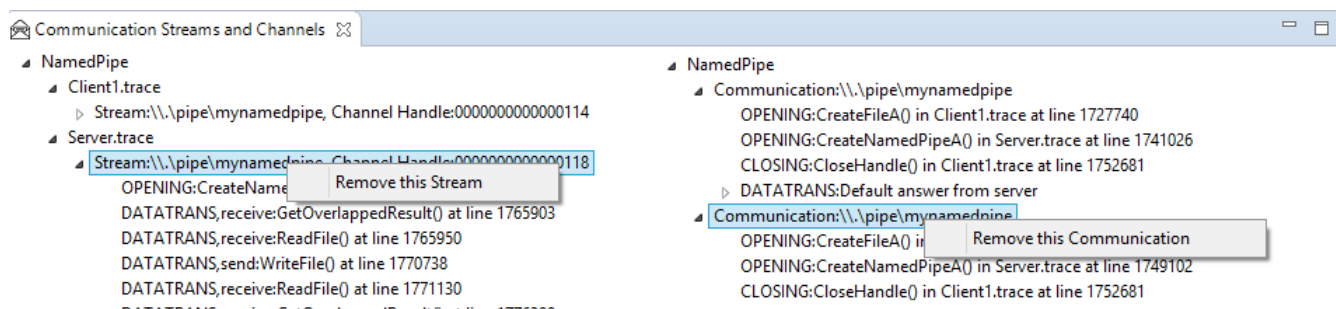 Communication Streams and Channels
NamedPipe
Client1.trace
Stream:\\.\pipe\mynamedpipe, Channel Handle:0000000000000114
Server.trace
Stream:\\.\pipe\mynamedpipe, Channel Handle:0000000000000118
Remove this Stream
OPENING:CreateName
DATATRANS,receive:GetOverlappedResult() at line 1765903
DATATRANS,receive:ReadFile() at line 1765950
DATATRANS,send:WriteFile() at line 1770738
DATATRANS,receive:ReadFile() at line 1771130
NamedPipe
Communication:\\.\pipe\mynamedpipe
OPENING:CreateFileA() in Client1.trace at line 1727740
OPENING:CreateNamedPipeA() in Server.trace at line 1741026
CLOSING:CloseHandle() in Client1.trace at line 1752681
DATATRANS:Default answer from server
Communication:\\.\pipe\mynamedpipe
Remove this Communication
OPENING:CreateFileA() in
OPENING:CreateNamedPipeA() in Server.trace at line 1749102
CLOSING:CloseHandle() in Client1.trace at line 1752681